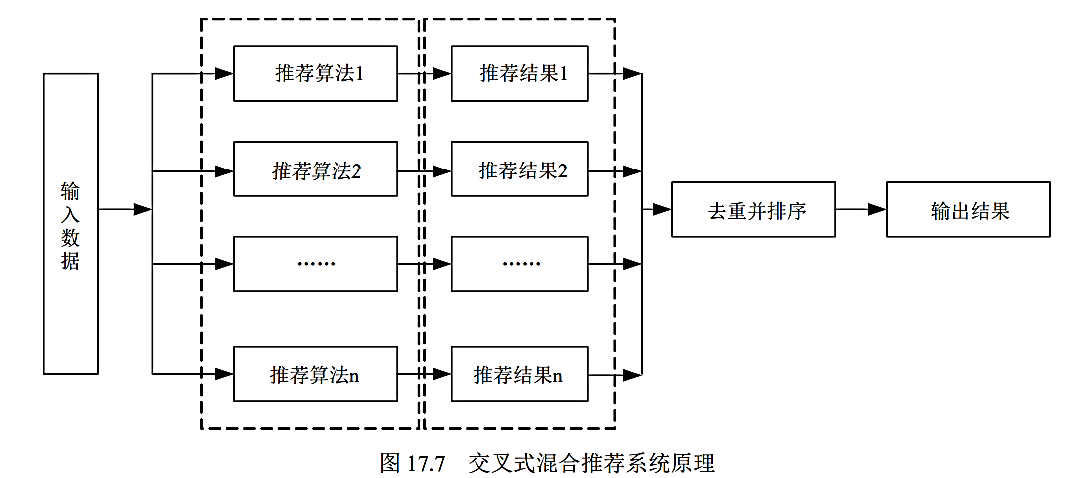 输入数据
推荐算法1
推荐结果1
推荐算法2
推荐结果2
去重并排序
输出结果
……
……
推荐算法n
推荐结果n
图 17.7 交叉式混合推荐系统原理